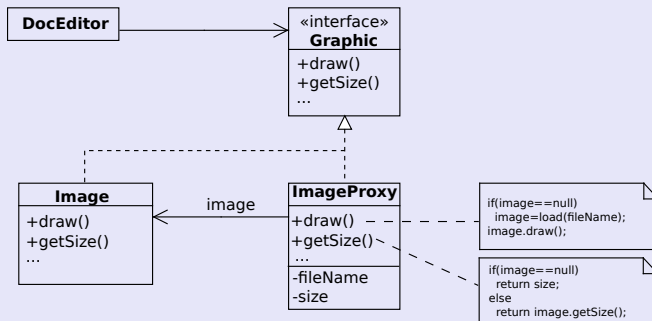 DocEditor
«interface»
Graphic
+draw()
+getSize()
...
Image
+draw()
+getSize()
...
image
ImageProxy
+draw()
+getSize()
...
-fileName
-size
if(image==null)
image=load(fileName);
image.draw();
if(image==null)
return size;
else
return image.getSize();